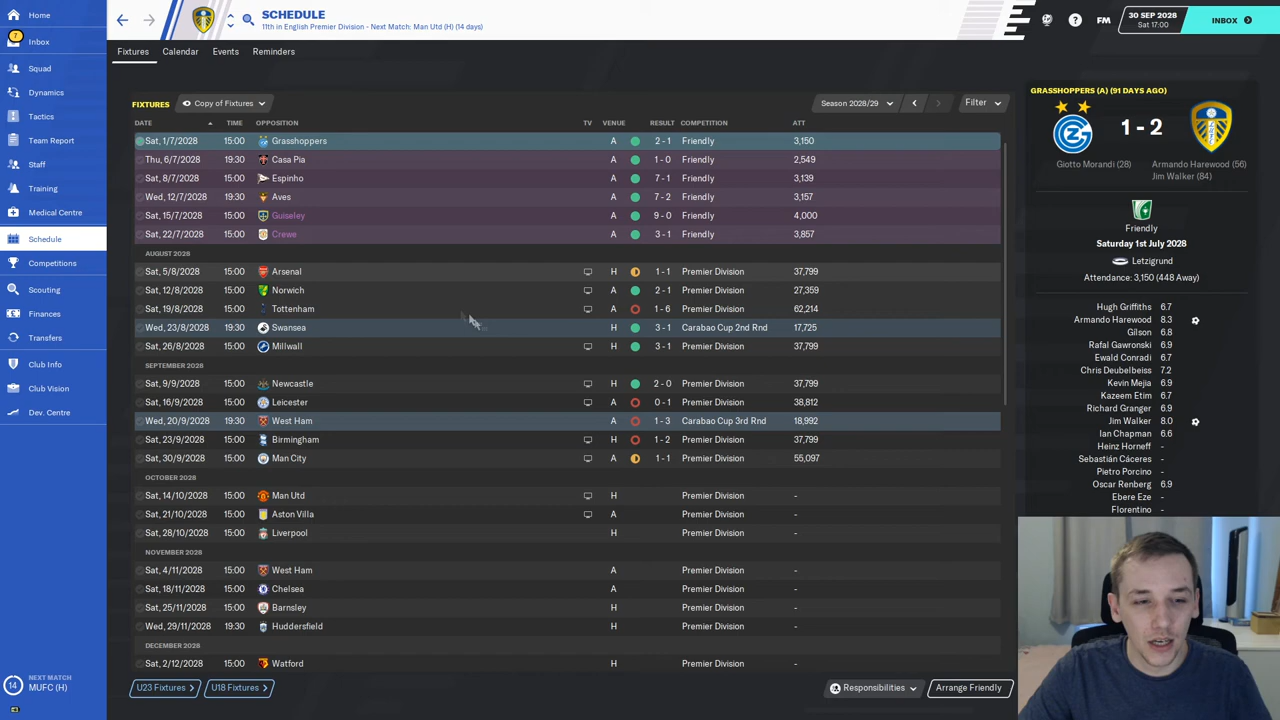 Home
SCHEDULE
11th in English Premier Division - Next Match: Man Utd (H) (14 days)
FM
30 SEP 2028
Sat 17:00
INBOX
7
Inbox
Squad
Dynamics
Tactics
Team Report
Staff
Training
Medical Centre
Schedule
Competitions
Scouting
Finances
Transfers
Club Info
Club Vision
Dev. Centre
14
NEXT MATCH
MUFC (H)
Fixtures Calendar Events Reminders
FIXTURES Copy of Fixtures Season 2028/29 Filter
DATE TIME OPPOSITION TV VENUE RESULT COMPETITION ATT
Sat, 1/7/2028 15:00 Grasshoppers A 2 - 1 Friendly 3,150
Thu, 6/7/2028 19:30 Casa Pia A 1 - 0 Friendly 2,549
Sat, 8/7/2028 15:00 Espinho A 7 - 1 Friendly 3,139
Wed, 12/7/2028 19:30 Aves A 7 - 2 Friendly 3,157
Sat, 15/7/2028 15:00 Guiseley A 9 - 0 Friendly 4,000
Sat, 22/7/2028 15:00 Crewe A 3 - 1 Friendly 3,857
AUGUST 2028
Sat, 5/8/2028 15:00 Arsenal H 1 - 1 Premier Division 37,799
Sat, 12/8/2028 15:00 Norwich A 2 - 1 Premier Division 27,359
Sat, 19/8/2028 15:00 Tottenham A 1 - 6 Premier Division 62,214
Wed, 23/8/2028 19:30 Swansea H 3 - 1 Carabao Cup 2nd Rnd 17,725
Sat, 26/8/2028 15:00 Millwall H 3 - 1 Premier Division 37,799
SEPTEMBER 2028
Sat, 9/9/2028 15:00 Newcastle H 2 - 0 Premier Division 37,799
Sat, 16/9/2028 15:00 Leicester A 0 - 1 Premier Division 38,812
Wed, 20/9/2028 19:30 West Ham A 1 - 3 Carabao Cup 3rd Rnd 18,992
Sat, 23/9/2028 15:00 Birmingham H 1 - 2 Premier Division 37,799
Sat, 30/9/2028 15:00 Man City A 1 - 1 Premier Division 55,097
OCTOBER 2028
Sat, 14/10/2028 15:00 Man Utd H Premier Division -
Sat, 21/10/2028 15:00 Aston Villa A Premier Division -
Sat, 28/10/2028 15:00 Liverpool H Premier Division -
NOVEMBER 2028
Sat, 4/11/2028 15:00 West Ham A Premier Division -
Sat, 18/11/2028 15:00 Chelsea A Premier Division -
Sat, 25/11/2028 15:00 Barnsley H Premier Division -
Wed, 29/11/2028 19:30 Huddersfield A Premier Division -
DECEMBER 2028
Sat, 2/12/2028 15:00 Watford H Premier Division -
U23 Fixtures U18 Fixtures Responsibilities Arrange Friendly
GRASSHOPPERS (A) (91 DAYS AGO)
1 - 2
Giotto Morandi (28) Armando Harewood (56)
Jim Walker (84)
Friendly
Saturday 1st July 2028
Letzigrund
Attendance: 3,150 (448 Away)
Hugh Griffiths 6.7
Armando Harewood 8.3
Gilson 6.8
Rafal Gawronski 6.9
Ewald Conradi 6.7
Chris Deubelbeiss 7.2
Kevin Mejia 6.9
Kazeem Etim 6.7
Richard Granger 6.9
Jim Walker 8.0
Ian Chapman 6.6
Heinz Horneff -
Sebastián Cáceres -
Pietro Porcino -
Oscar Renberg 6.9
Ebere Eze -
Florentino -